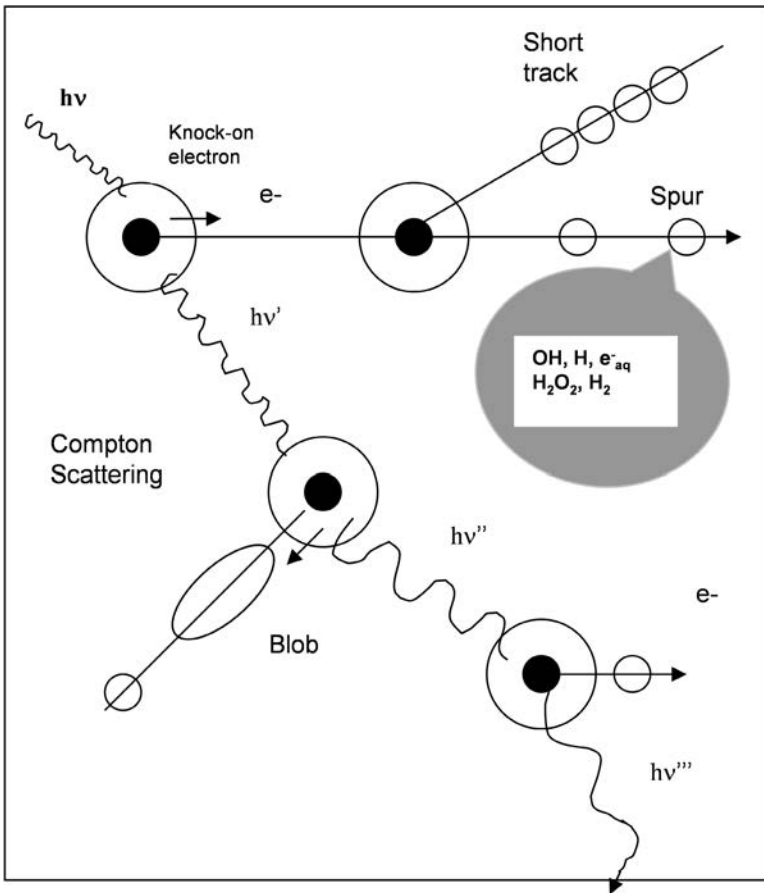 Short
track
hν
Knock-on
electron
e-
Spur
hν'
OH, H, e⁻aq
H₂O₂, H₂
Compton
Scattering
hν''
e-
Blob
hν'''